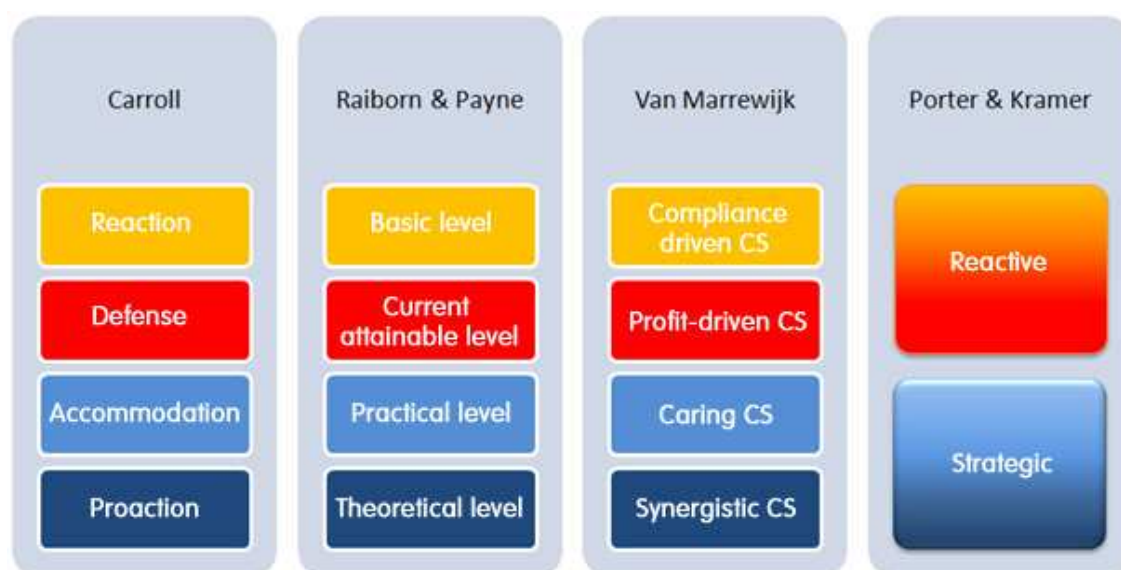 Carroll
Reaction
Defense
Accommodation
Proaction
Raiborn & Payne
Basic level
Current
attainable level
Practical level
Theoretical level
Van Marrewijk
Compliance
driven CS
Profit-driven CS
Caring CS
Synergistic CS
Porter & Kramer
Reactive
Strategic